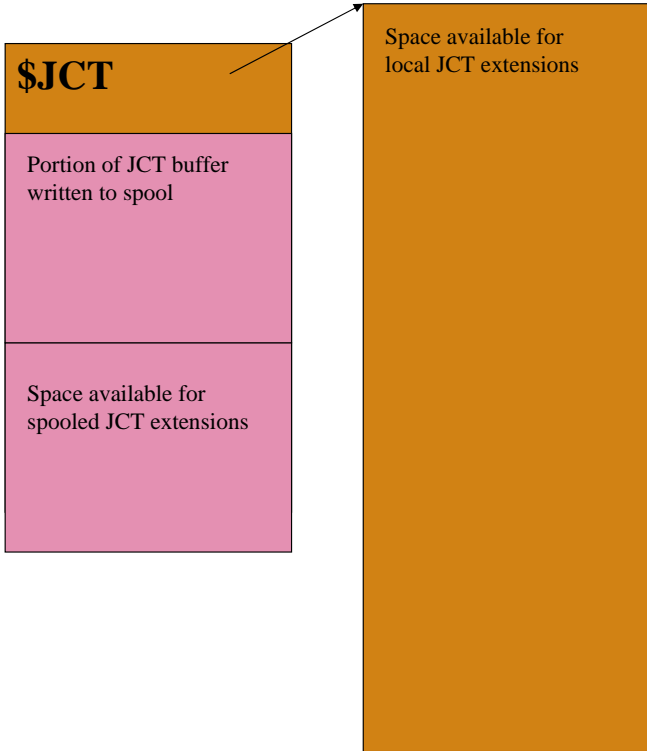 $JCT
Portion of JCT buffer
written to spool
Space available for
spooled JCT extensions
Space available for
local JCT extensions